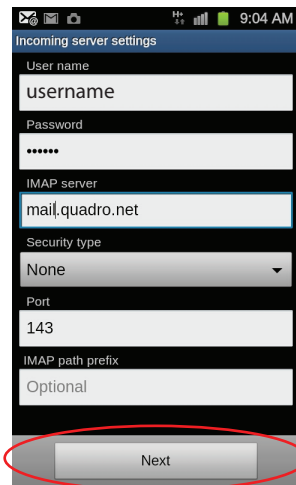 9:04 AM
Incoming server settings
User name
username
Password
••••••
IMAP server
mail.quadro.net
Security type
None
Port
143
IMAP path prefix
Optional
Next